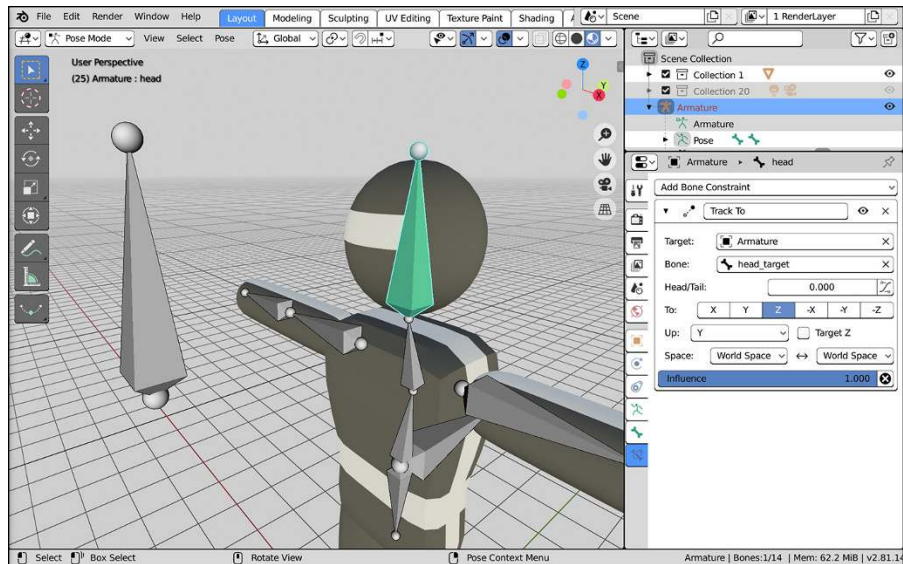 File Edit Render Window Help Layout Modeling Sculpting UV Editing Texture Paint Shading Scene 1 RenderLayer
Pose Mode View Select Pose Global
User Perspective
(25) Armature : head
Z
Y
X
Scene Collection
Collection 1
Collection 20
Armature
Armature
Pose
Armature head
Add Bone Constraint
Track To
Target: Armature
Bone: head_target
Head/Tail: 0.000
To: X Y Z -X -Y -Z
Up: Y Target Z
Space: World Space World Space
Influence 1.000
Select Box Select Rotate View Pose Context Menu Armature | Bones:1/14 | Mem: 62.2 MiB | v2.81.14